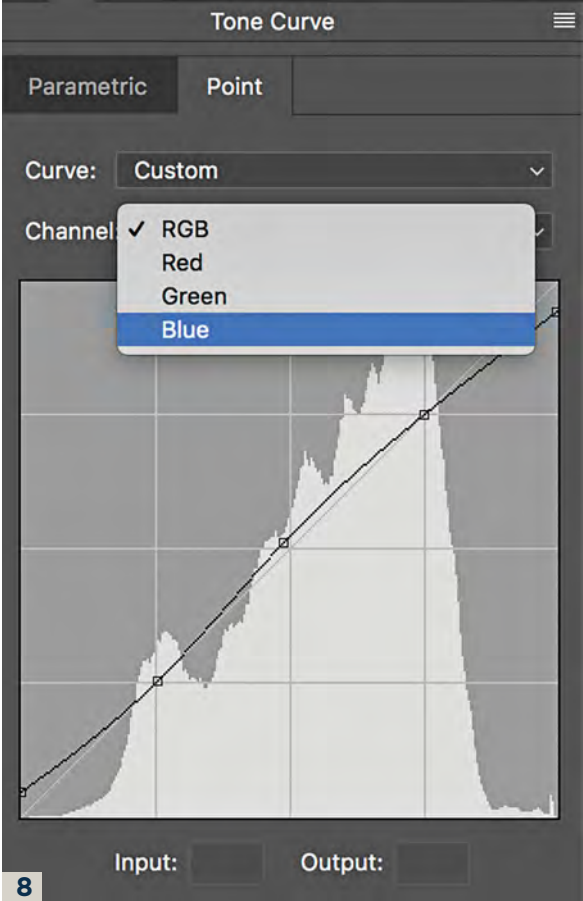 Tone Curve
Parametric Point
Curve: Custom
Channel: ✓ RGB
Red
Green
Blue
Input: Output:
8